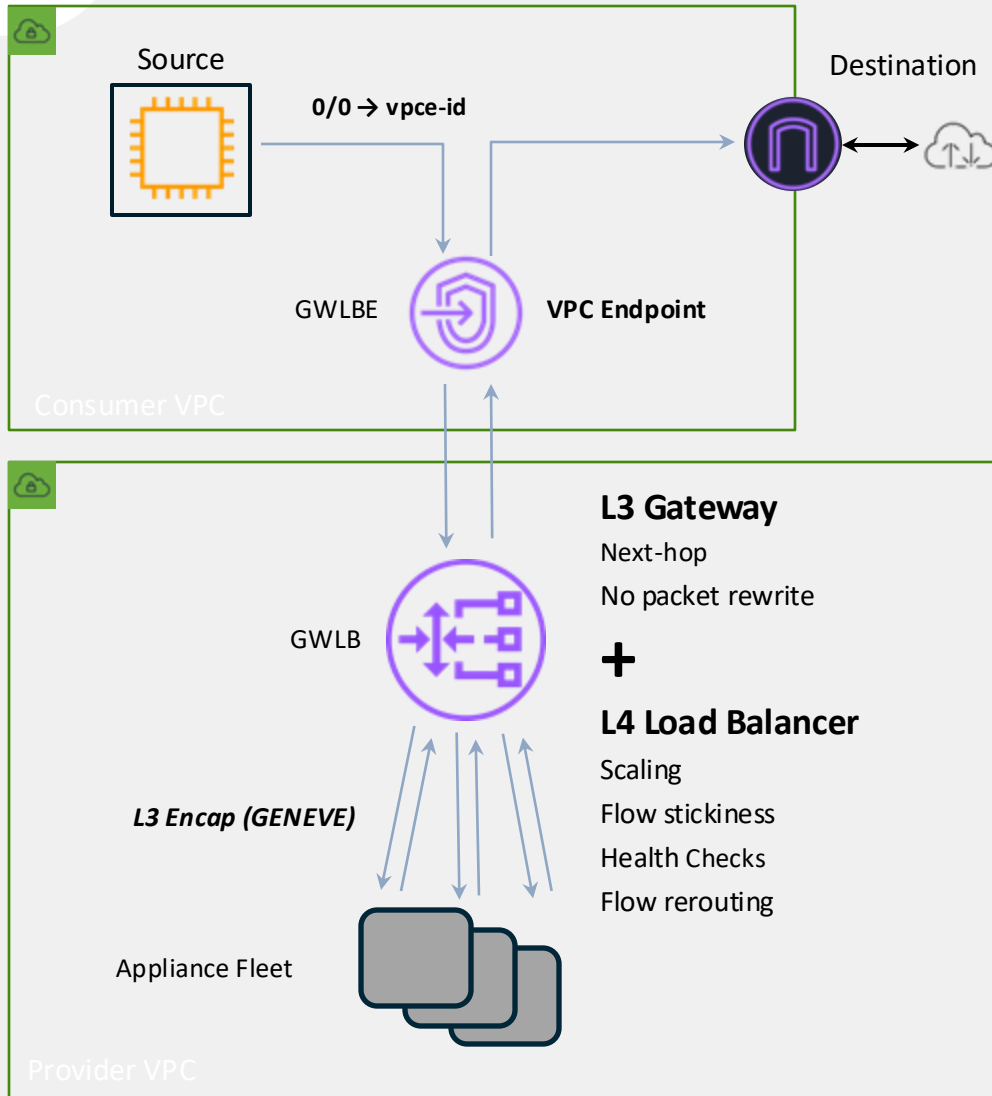 Source
Destination
0/0 → vpce-id
GWLBE
VPC Endpoint
Consumer VPC
L3 Gateway
Next-hop
No packet rewrite
GWLB
+
L4 Load Balancer
Scaling
L3 Encap (GENEVE)
Flow stickiness
Health Checks
Flow rerouting
Appliance Fleet
Provider VPC